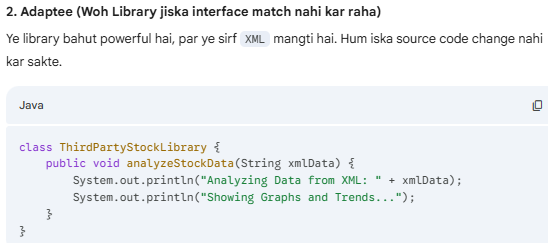 2. Adaptee (Woh Library jiska interface match nahi kar raha)
Ye library bahut powerful hai, par ye sirf XML mangti hai. Hum iska source code change nahi
kar sakte.
Java
class ThirdPartyStockLibrary {
    public void analyzeStockData(String xmlData) {
        System.out.println("Analyzing Data from XML: " + xmlData);
        System.out.println("Showing Graphs and Trends...");
    }
}